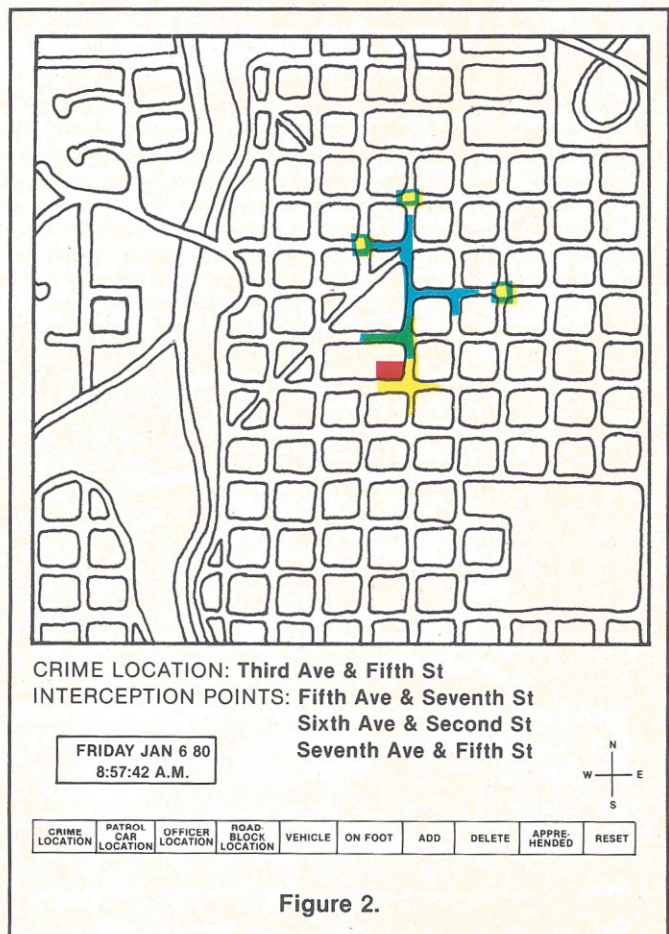 CRIME LOCATION: Third Ave & Fifth St
INTERCEPTION POINTS: Fifth Ave & Seventh St
Sixth Ave & Second St
Seventh Ave & Fifth St
FRIDAY JAN 6 80
8:57:42 A.M.
N
W E
S
CRIME LOCATION
PATROL CAR LOCATION
OFFICER LOCATION
ROAD-BLOCK LOCATION
VEHICLE
ON FOOT
ADD
DELETE
APPRE-HENDED
RESET
Figure 2.